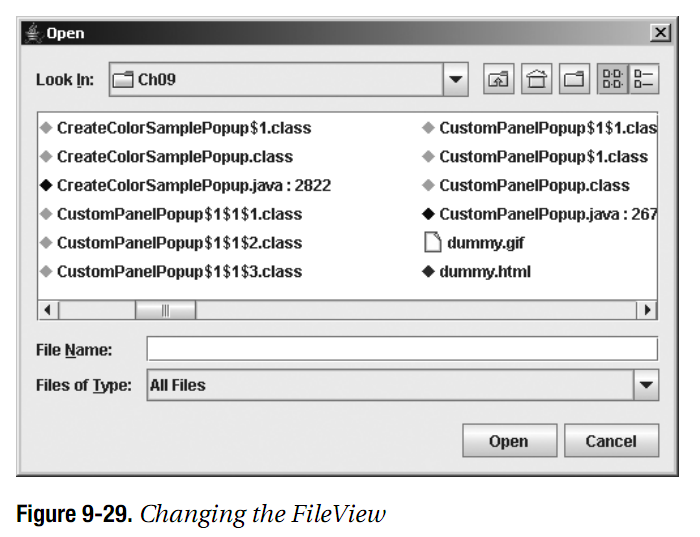 Open
Look In: Ch09
CreateColorSamplePopup$1.class
CreateColorSamplePopup.class
CreateColorSamplePopup.java : 2822
CustomPanelPopup$1$1$1.class
CustomPanelPopup$1$1$2.class
CustomPanelPopup$1$1$3.class
CustomPanelPopup$1$1.clas
CustomPanelPopup$1.class
CustomPanelPopup.class
CustomPanelPopup.java : 267
dummy.gif
dummy.html
File Name:
Files of Type: All Files
Open Cancel
Figure 9-29. Changing the FileView